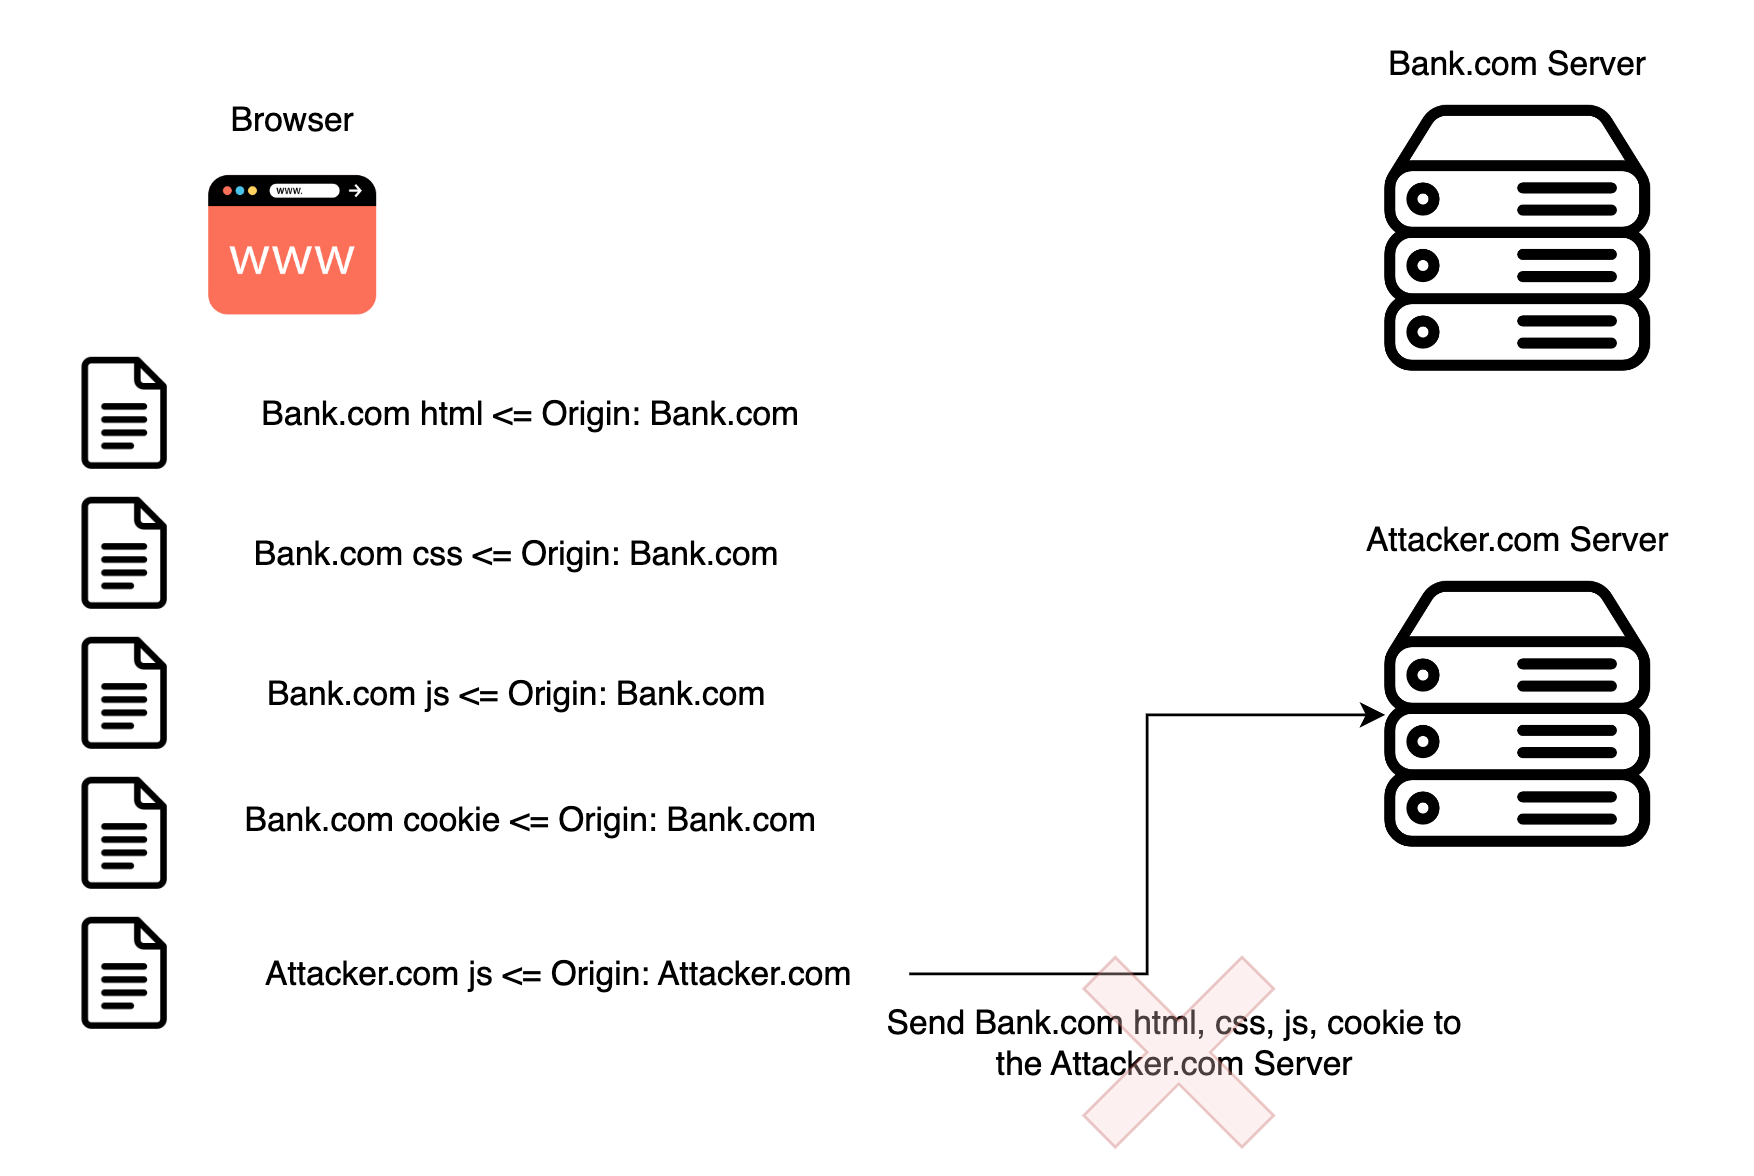 Bank.com Server
Browser
www.
www
Bank.com html <= Origin: Bank.com
Bank.com css <= Origin: Bank.com
Attacker.com Server
Bank.com js <= Origin: Bank.com
Bank.com cookie <= Origin: Bank.com
Attacker.com js <= Origin: Attacker.com
Send Bank.com html, css, js, cookie to
the Attacker.com Server